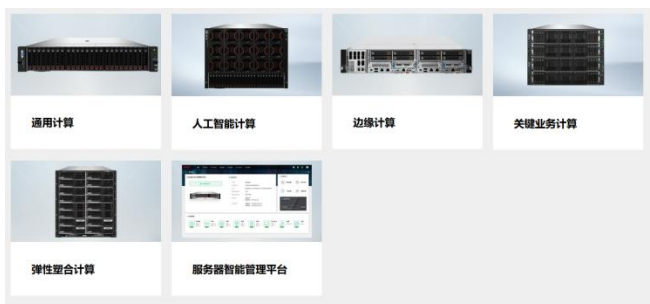 通用计算
人工智能计算
边缘计算
关键业务计算
弹性塑合计算
服务器智能管理平台